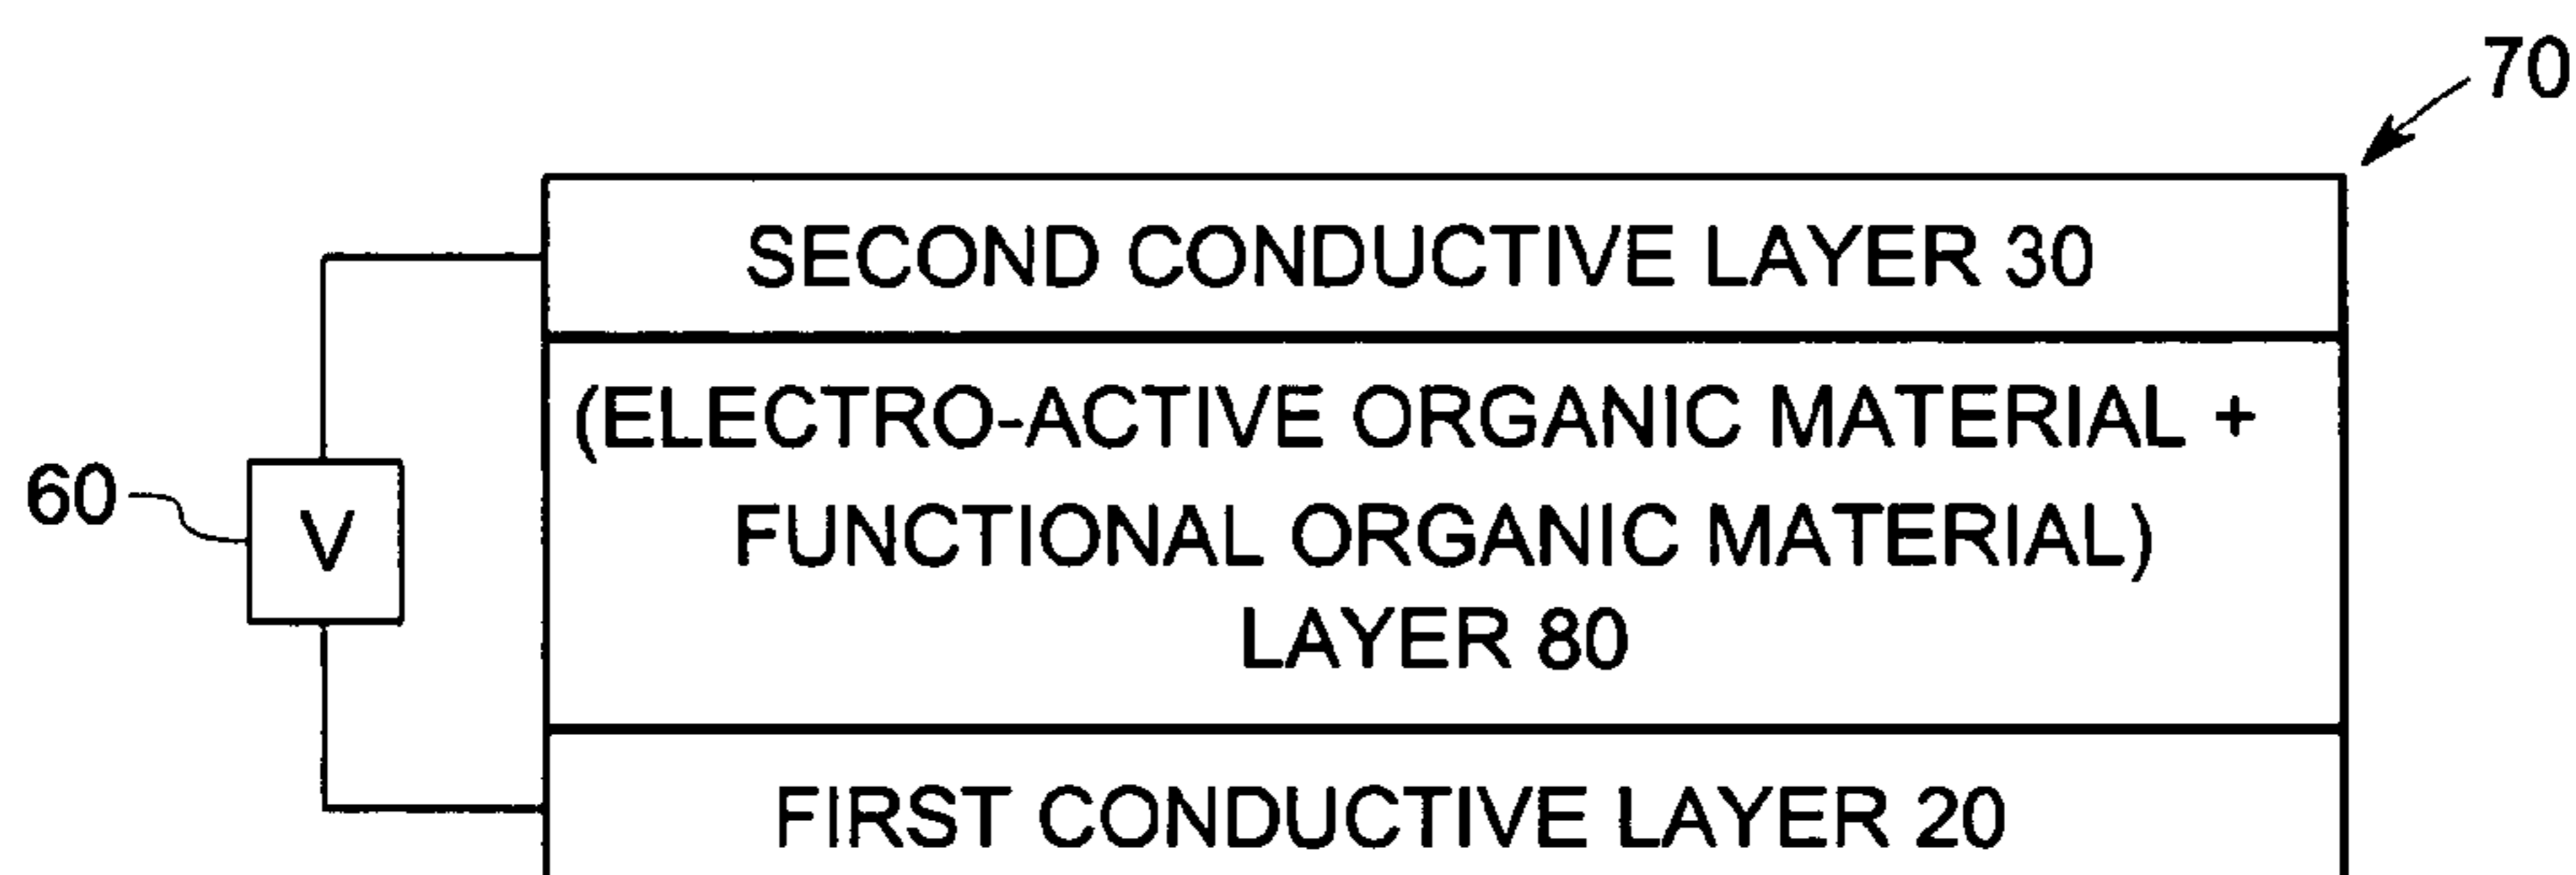 70
SECOND CONDUCTIVE LAYER 30
(ELECTRO-ACTIVE ORGANIC MATERIAL +
60
V
FUNCTIONAL ORGANIC MATERIAL)
LAYER 80
FIRST CONDUCTIVE LAYER 20